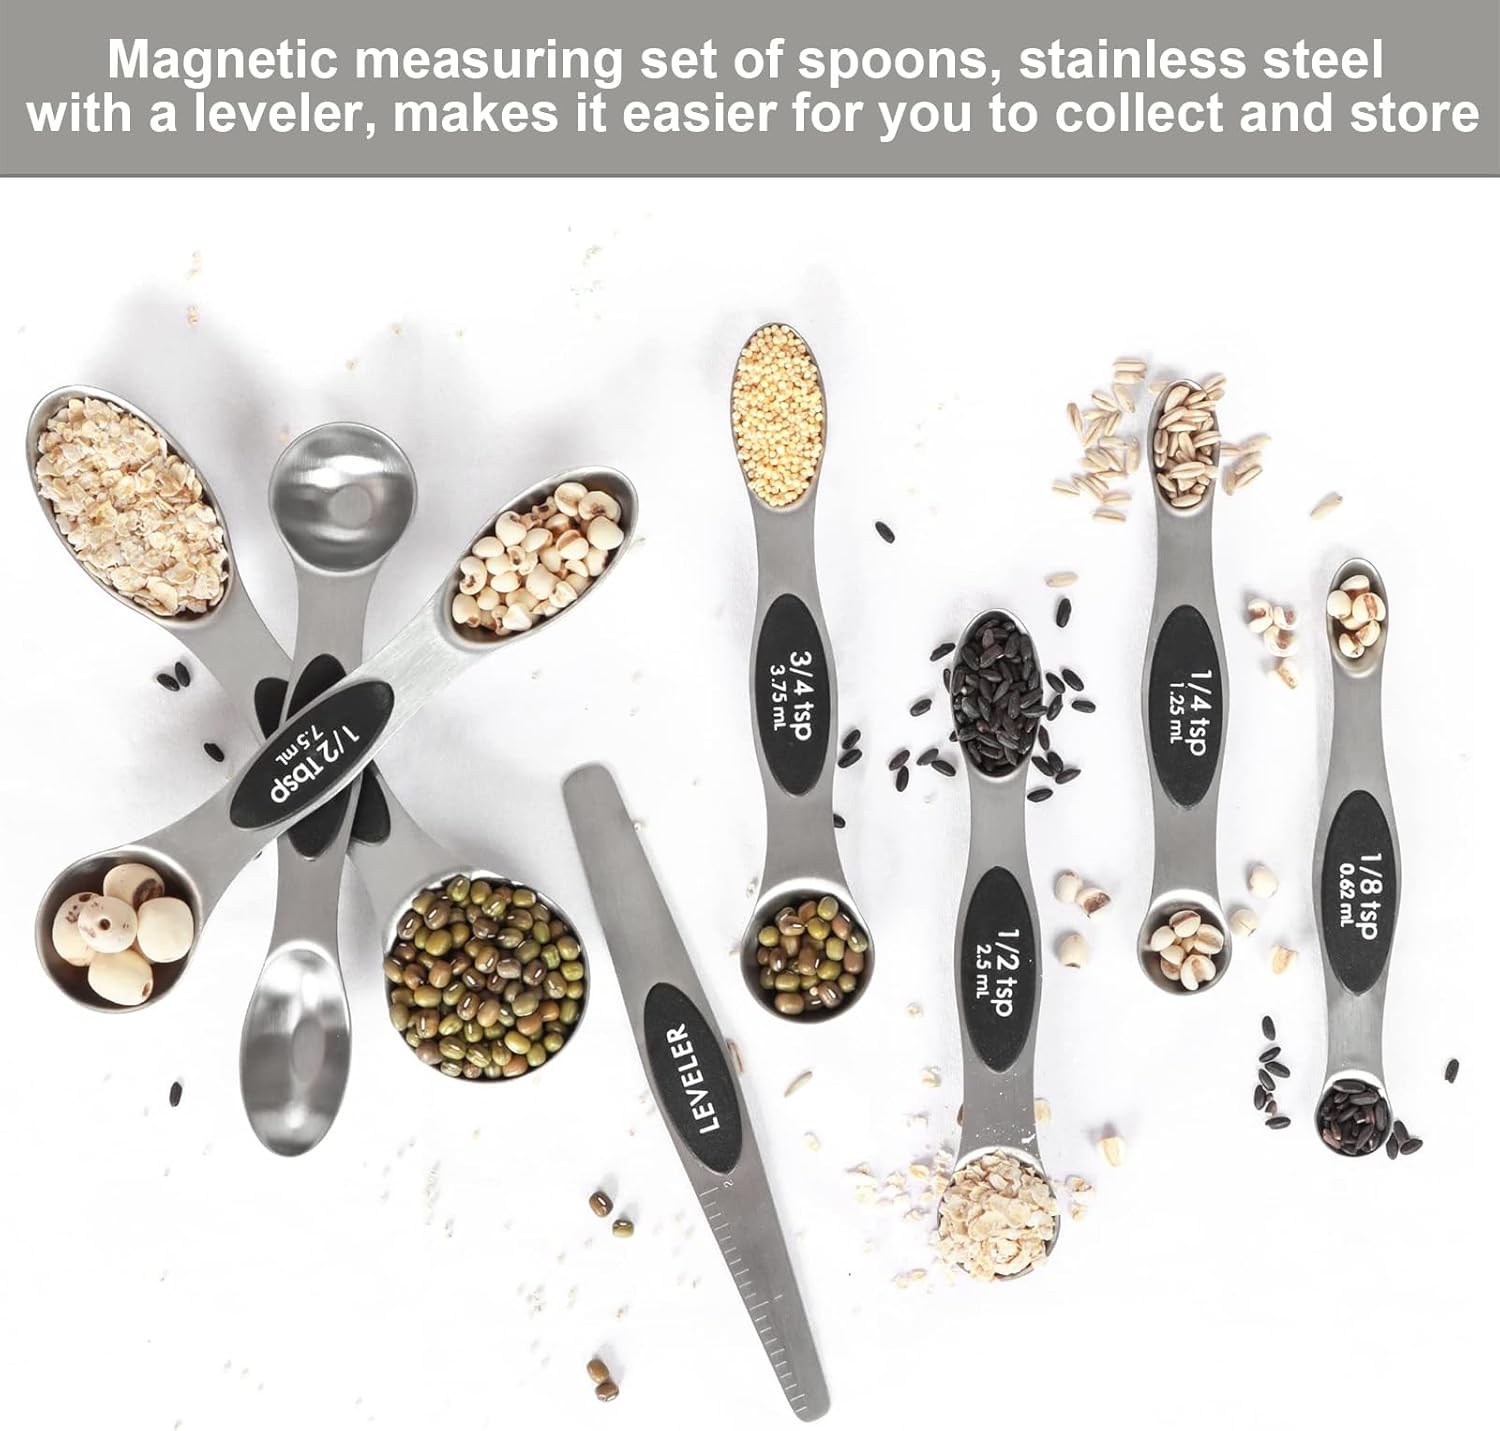 Magnetic measuring set of spoons, stainless steel
with a leveler, makes it easier for you to collect and store
1/2 Tbsp
7.5 mL
3/4 tsp
3.75 mL
1/2 tsp
2.5 mL
1/4 tsp
1.25 mL
1/8 tsp
0.62 mL
LEVELER
2